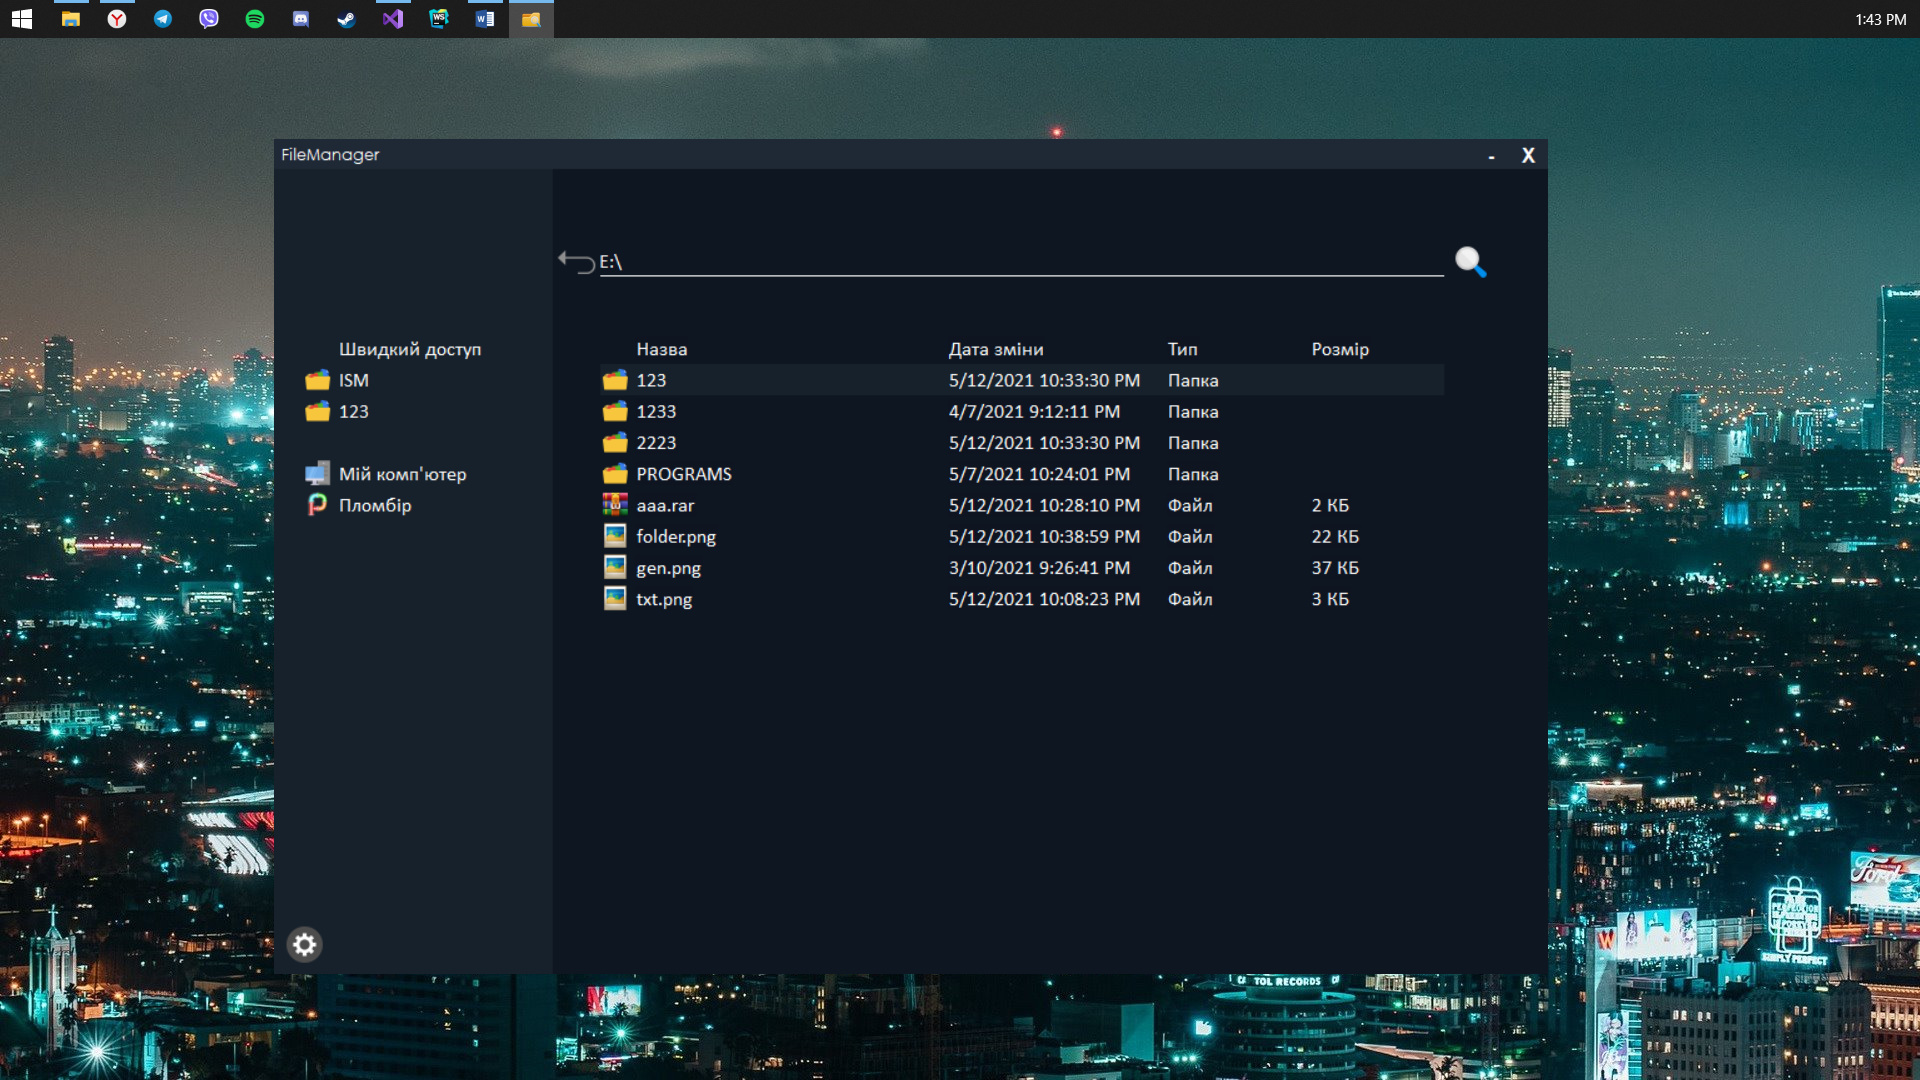 1:43 PM
FileManager
- X
E:\
Швидкий доступ
ISM
123
Мій комп'ютер
Пломбір
Назва Дата зміни Тип Розмір
123 5/12/2021 10:33:30 PM Папка
1233 4/7/2021 9:12:11 PM Папка
2223 5/12/2021 10:33:30 PM Папка
PROGRAMS 5/7/2021 10:24:01 PM Папка
aaa.rar 5/12/2021 10:28:10 PM Файл 2 КБ
folder.png 5/12/2021 10:38:59 PM Файл 22 КБ
gen.png 3/10/2021 9:26:41 PM Файл 37 КБ
txt.png 5/12/2021 10:08:23 PM Файл 3 КБ
Ford
SIMPLY PERFECT
TOL RECORDS